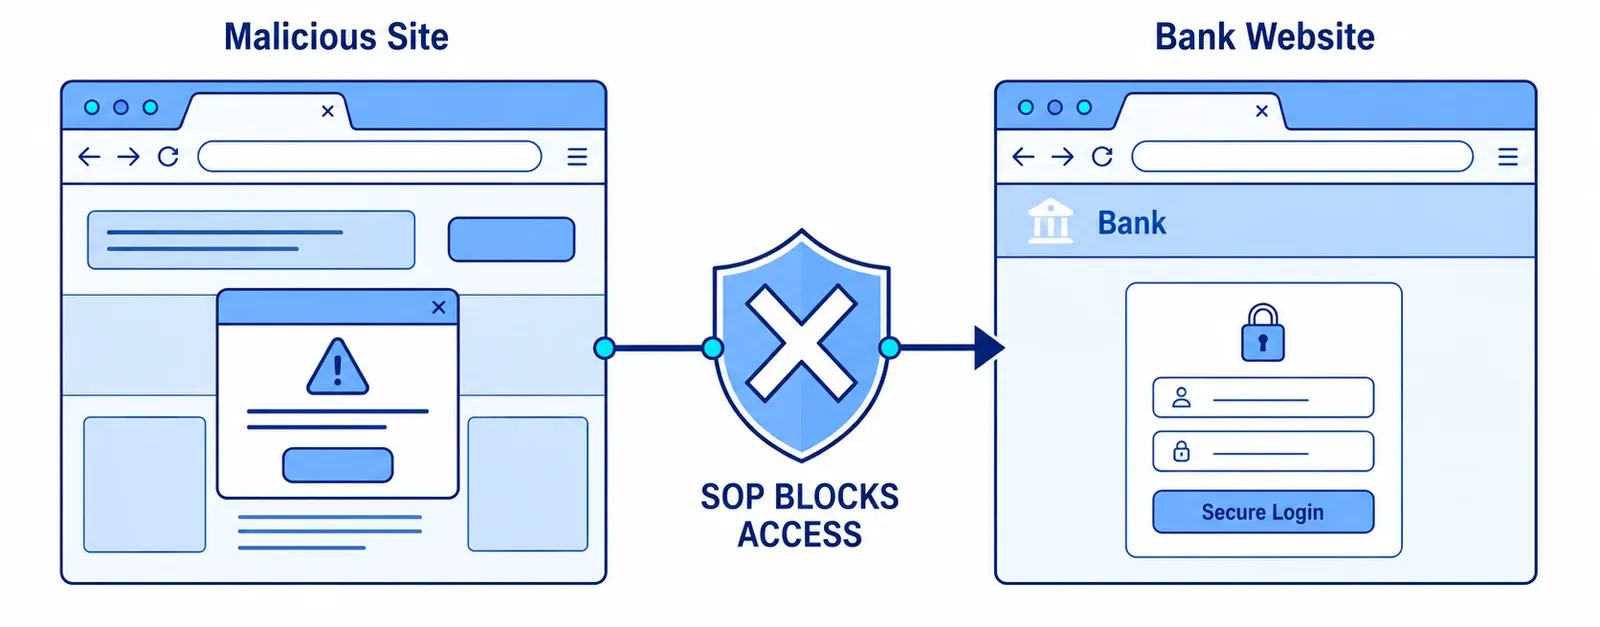 Malicious Site
Bank Website
Bank
SOP BLOCKS
ACCESS
Secure Login